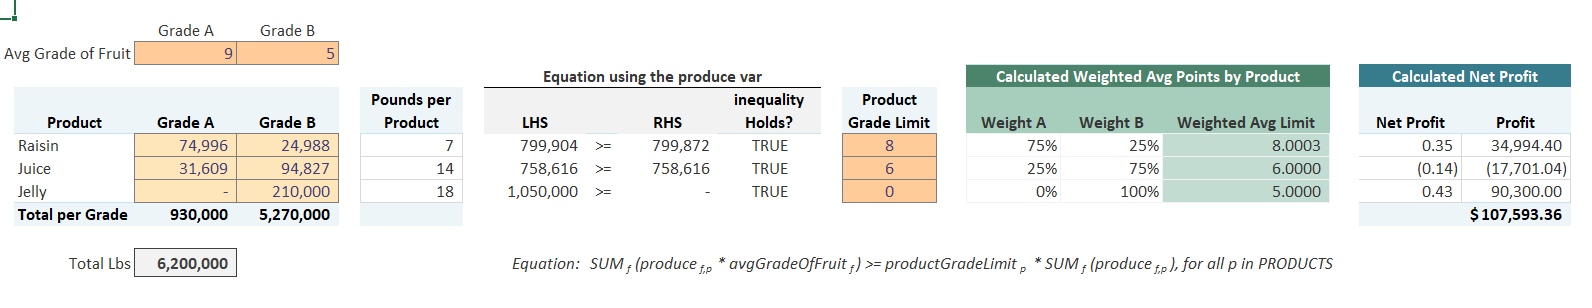 Grade A Grade B
Avg Grade of Fruit 9 5
Equation using the produce var Calculated Weighted Avg Points by Product Calculated Net Profit
Pounds per inequality Product
Product Grade A Grade B Product LHS RHS Holds? Grade Limit Weight A Weight B Weighted Avg Limit Net Profit Profit
Raisin 74,996 24,988 7 799,904 >= 799,872 TRUE 8 75% 25% 8.0003 0.35 34,994.40
Juice 31,609 94,827 14 758,616 >= 758,616 TRUE 6 25% 75% 6.0000 (0.14) (17,701.04)
Jelly - 210,000 18 1,050,000 >= - TRUE 0 0% 100% 5.0000 0.43 90,300.00
Total per Grade 930,000 5,270,000 $ 107,593.36
Total Lbs 6,200,000 Equation: SUM f (produce f,p * avgGradeOfFruit f) >= productGradeLimit p * SUM f (produce f,p), for all p in PRODUCTS